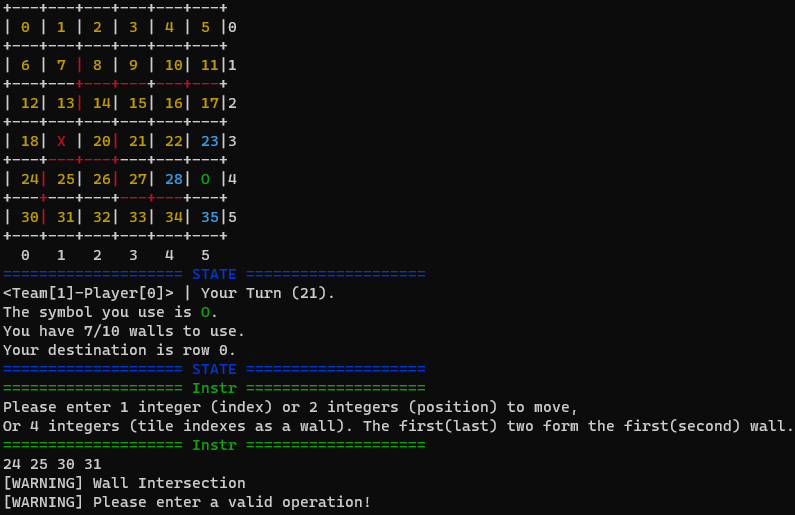 +---+---+---+---+---+---+
| 0| 1| 2| 3| 4| 5|0
+---+---+---+---+---+---+
| 6| 7| 8| 9| 10| 11|1
+---+---+---+---+---+---+
| 12| 13| 14| 15| 16| 17|2
+---+---+---+---+---+---+
| 18| X| 20| 21| 22| 23|3
+---+---+---+---+---+---+
| 24| 25| 26| 27| 28| O |4
+---+---+---+---+---+---+
| 30| 31| 32| 33| 34| 35|5
+---+---+---+---+---+---+
0 1 2 3 4 5
==================== STATE ====================
<Team[1]-Player[0]> | Your Turn (21).
The symbol you use is O.
You have 7/10 walls to use.
Your destination is row 0.
==================== STATE ====================
==================== Instr ====================
Please enter 1 integer (index) or 2 integers (position) to move,
Or 4 integers (tile indexes as a wall). The first(last) two form the first(second) wall.
==================== Instr ====================
24 25 30 31
[WARNING] Wall Intersection
[WARNING] Please enter a valid operation!